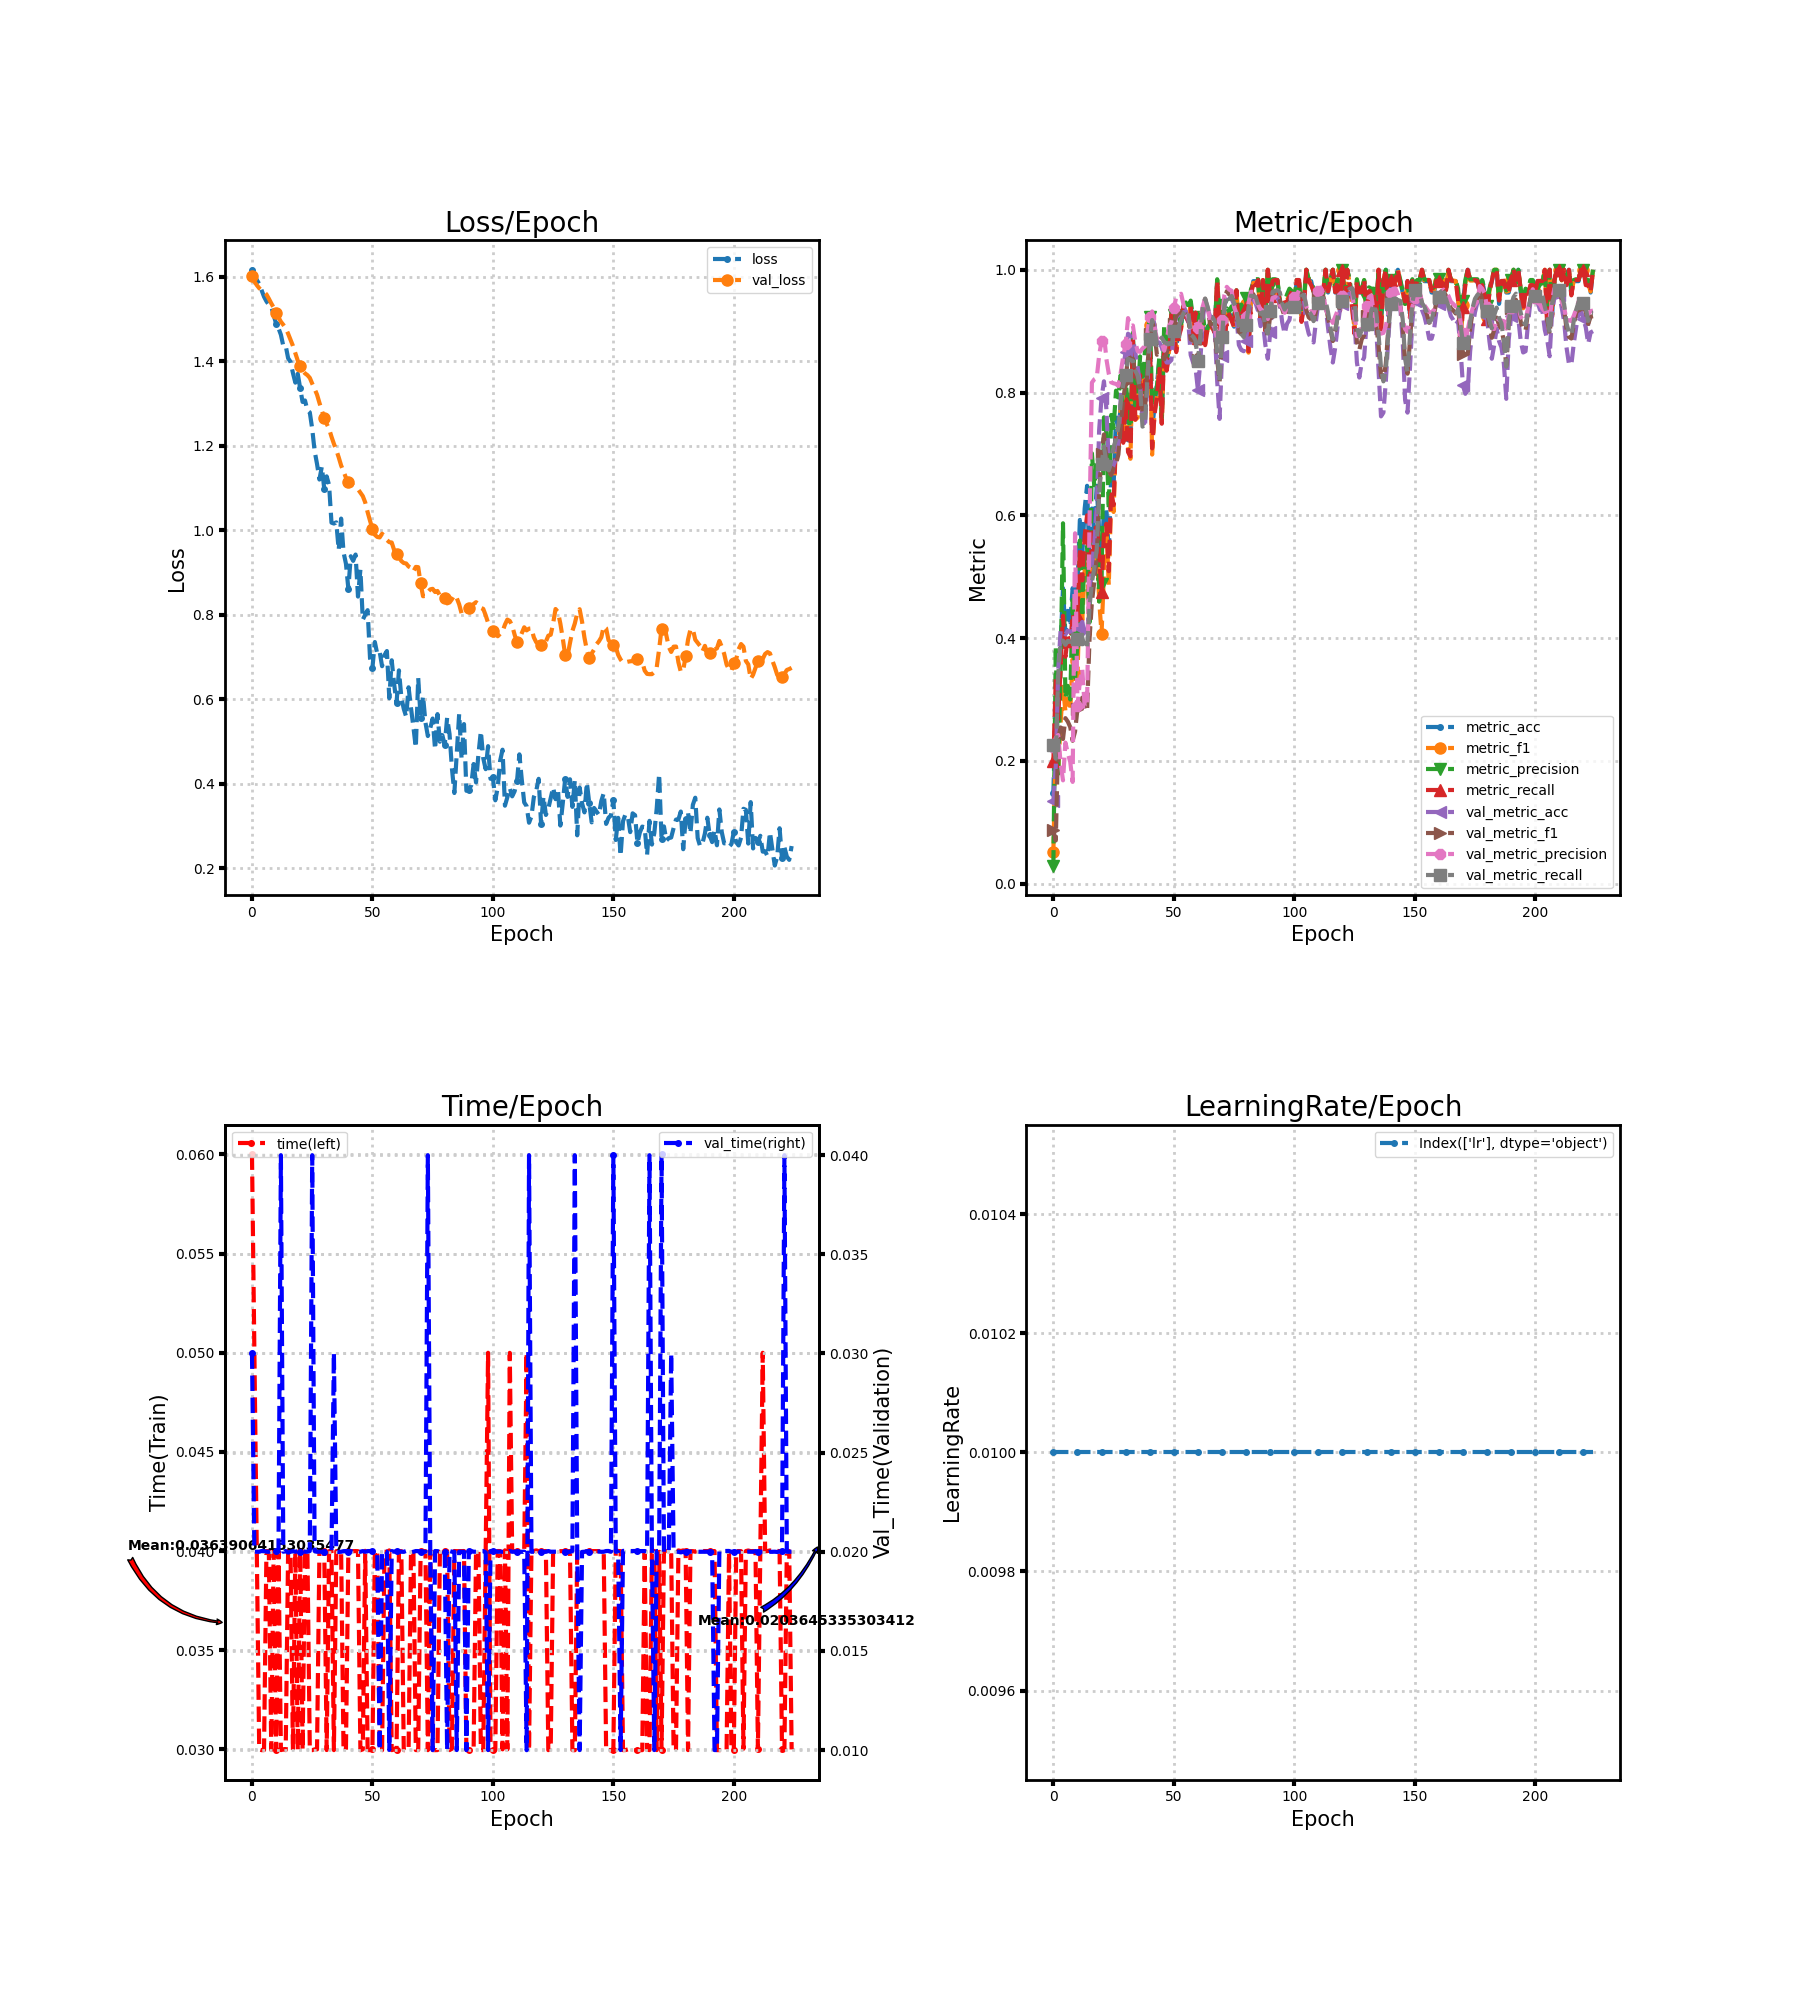 Loss/Epoch
loss
val_loss
1.6
1.4
1.2
1.0
0.8
0.6
0.4
0.2
Loss
0
50
100
150
200
Epoch
Metric/Epoch
1.0
0.8
0.6
0.4
0.2
0.0
Metric
metric_acc
metric_f1
metric_precision
metric_recall
val_metric_acc
val_metric_f1
val_metric_precision
val_metric_recall
0
50
100
150
200
Epoch
Time/Epoch
time(left)
val_time(right)
0.060
0.055
0.050
0.045
0.040
0.035
0.030
Time(Train)
0.040
0.035
0.030
0.025
0.020
0.015
0.010
Val_Time(Validation)
Mean:0.0203645335303412
0
50
100
150
200
Epoch
LearningRate/Epoch
Index(['lr'], dtype='object')
0.0104
0.0102
0.0100
0.0098
0.0096
LearningRate
0
50
100
150
200
Epoch